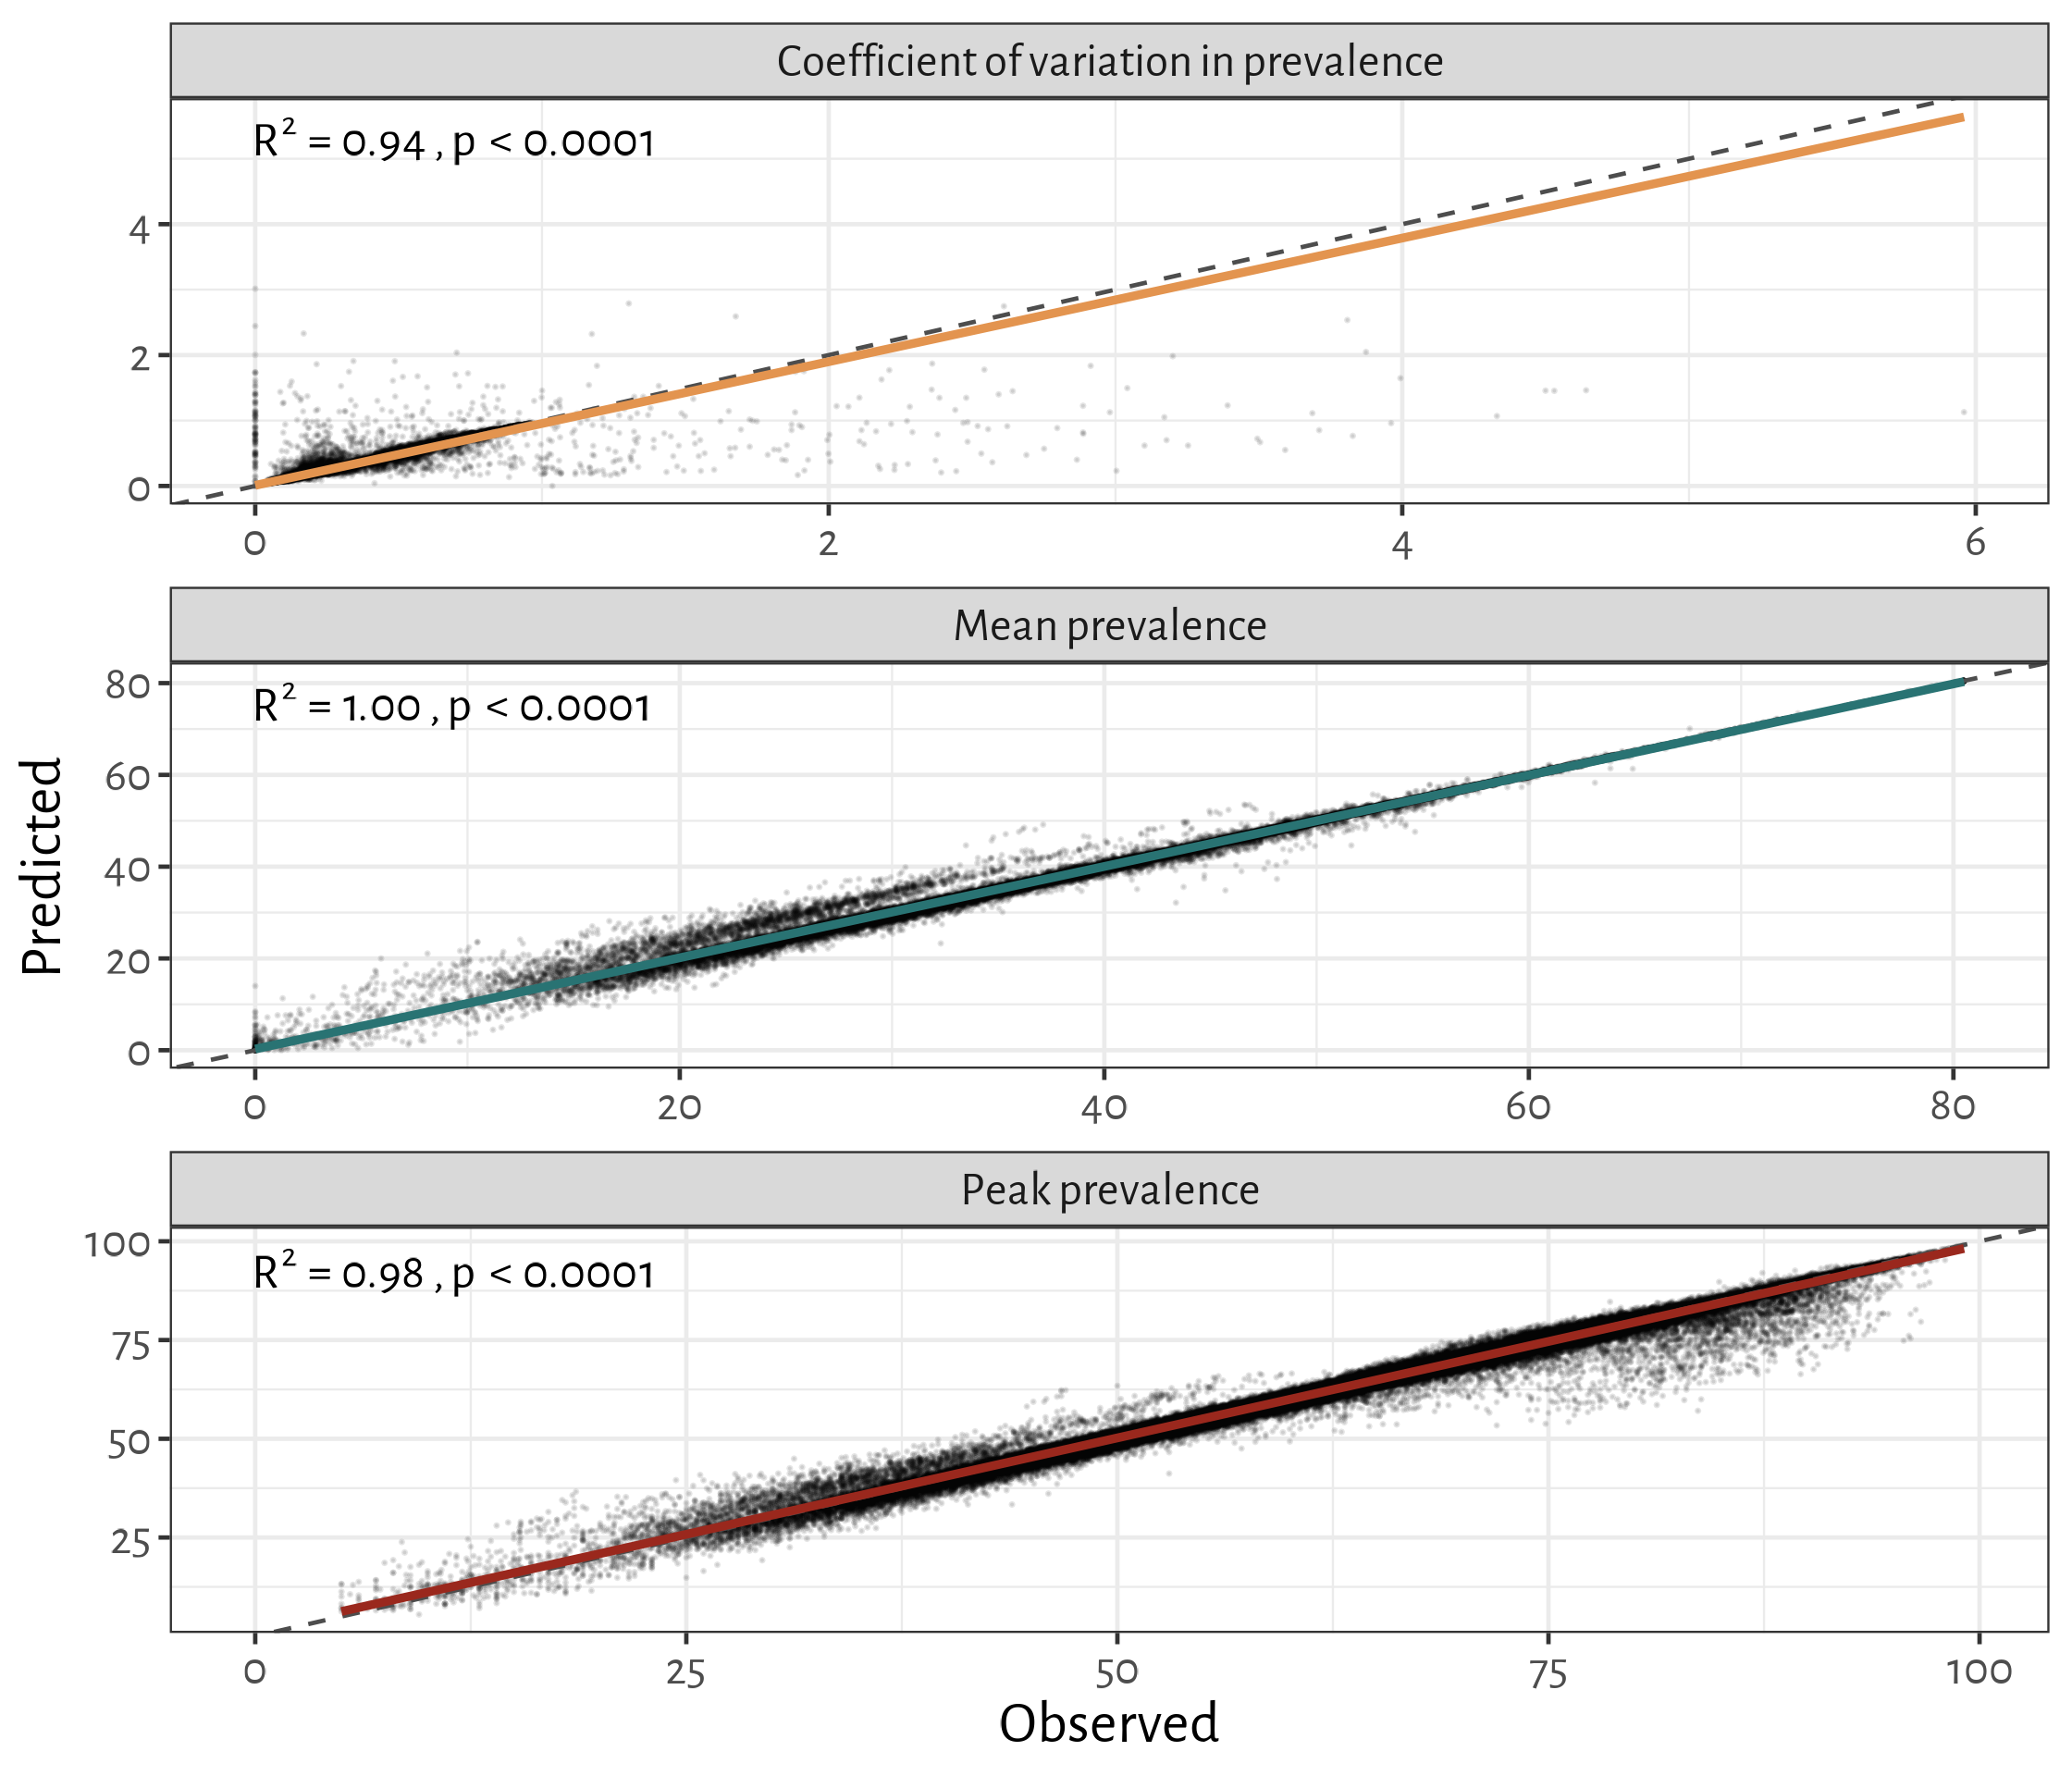 Coefficient of variation in prevalence
R² = 0.94 , p < 0.0001
4
2
0
0 2 4 6
Mean prevalence
R² = 1.00 , p < 0.0001
80
60
40
20
0
0 20 40 60 80
Predicted
Peak prevalence
R² = 0.98 , p < 0.0001
100
75
50
25
0 25 50 75 100
Observed